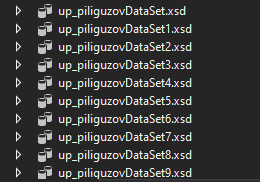 up_piliguzovDataSet.xsd
up_piliguzovDataSet1.xsd
up_piliguzovDataSet2.xsd
up_piliguzovDataSet3.xsd
up_piliguzovDataSet4.xsd
up_piliguzovDataSet5.xsd
up_piliguzovDataSet6.xsd
up_piliguzovDataSet7.xsd
up_piliguzovDataSet8.xsd
up_piliguzovDataSet9.xsd